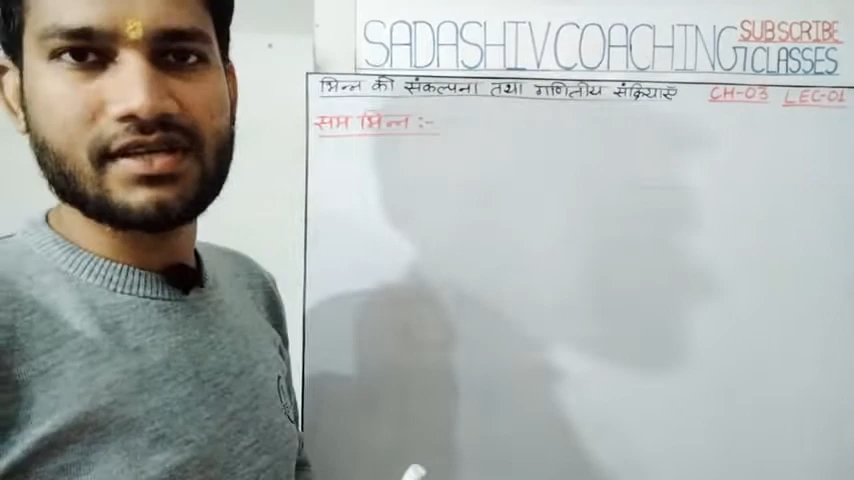 SADASHIV COACHING CLASSES
SUBSCRIBE
भिन्न की संकल्पना तथा गणितीय संक्रियाएँ CH-03 LEC-01
सम भिन्न :-